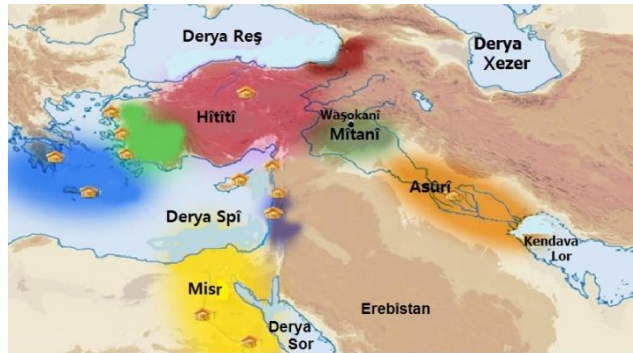 Derya Reş
Derya
Xezer
Hîtîtî
Waşokanî
Mîtanî
Asûrî
Derya Spî
Kendava
Lor
Misr
Erebistan
Derya
Sor